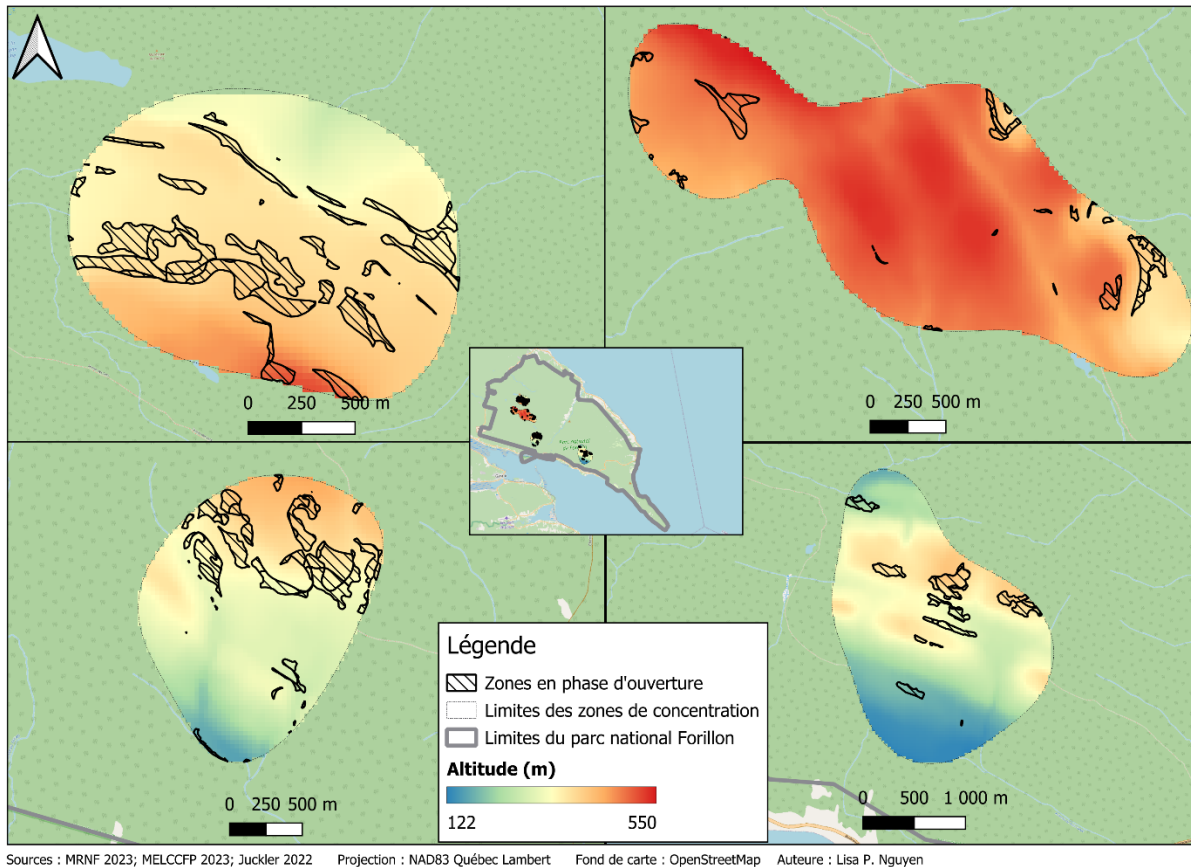 0 250 500 m
0 250 500 m
0 250 500 m
0 500 1 000 m
Légende
Zones en phase d'ouverture
Limites des zones de concentration
Limites du parc national Forillon
Altitude (m)
122 550
Sources : MRNF 2023; MELCCFP 2023; Juckler 2022 Projection : NAD83 Québec Lambert Fond de carte : OpenStreetMap Auteure : Lisa P. Nguyen